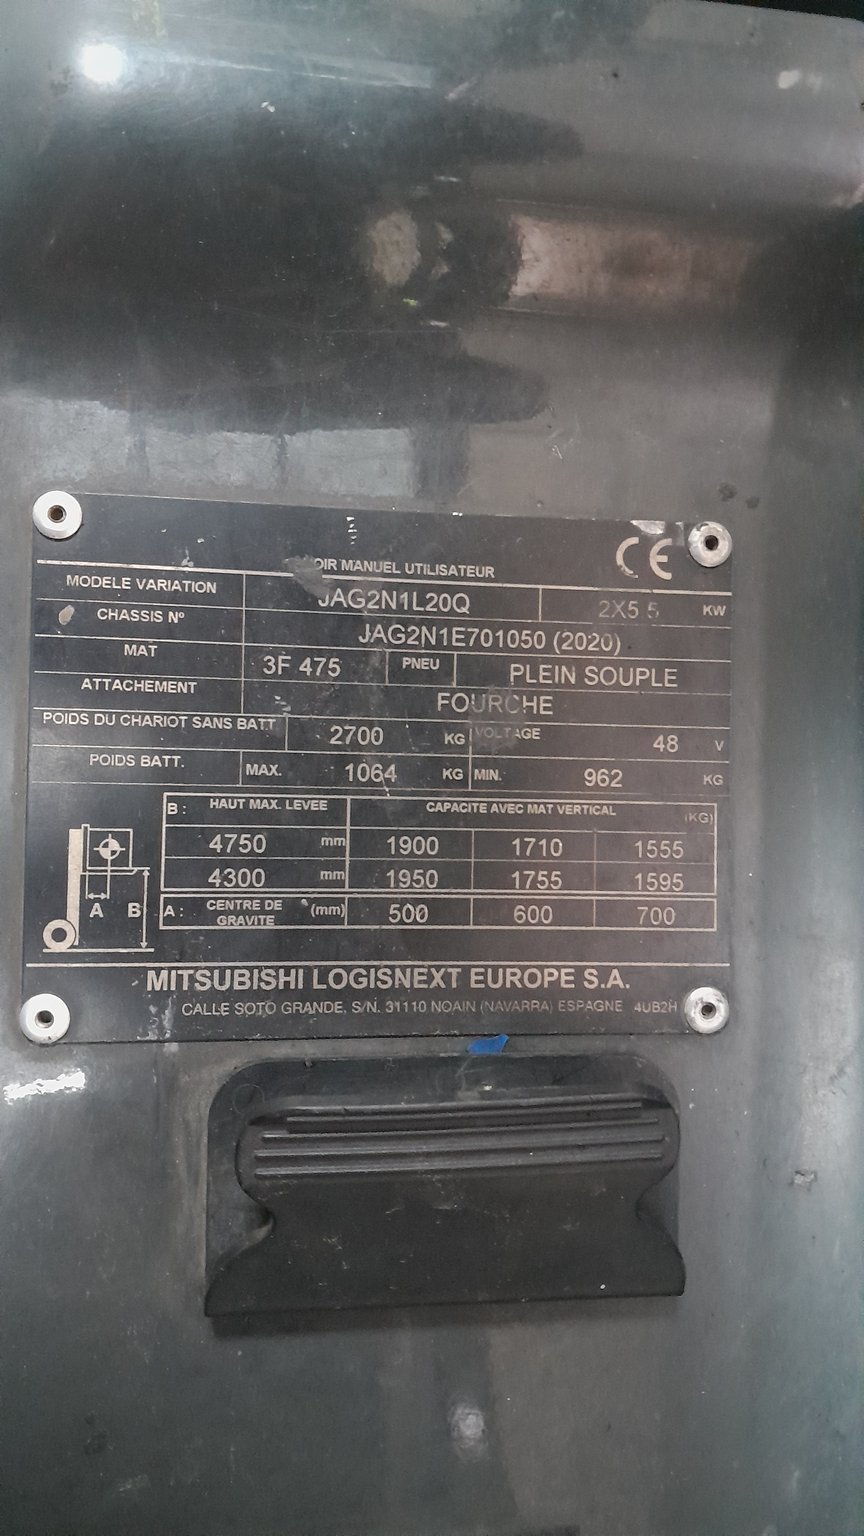 OIR MANUEL UTILISATEUR CE
MODELE VARIATION JAG2N1L20Q 2X5.5 KW
CHASSIS Nº JAG2N1E701050 (2020)
MAT 3F 475 PNEU PLEIN SOUPLE
ATTACHEMENT FOURCHE
POIDS DU CHARIOT SANS BATT 2700 KG VOLTAGE 48 V
POIDS BATT. MAX. 1064 KG MIN. 962 KG
B : HAUT MAX. LEVEE CAPACITE AVEC MAT VERTICAL (KG)
4750 mm 1900 1710 1555
4300 mm 1950 1755 1595
A : CENTRE DE GRAVITE (mm) 500 600 700
A B
MITSUBISHI LOGISNEXT EUROPE S.A.
CALLE SOTO GRANDE, S/N. 31110 NOAIN (NAVARRA) ESPAGNE 4UB2H